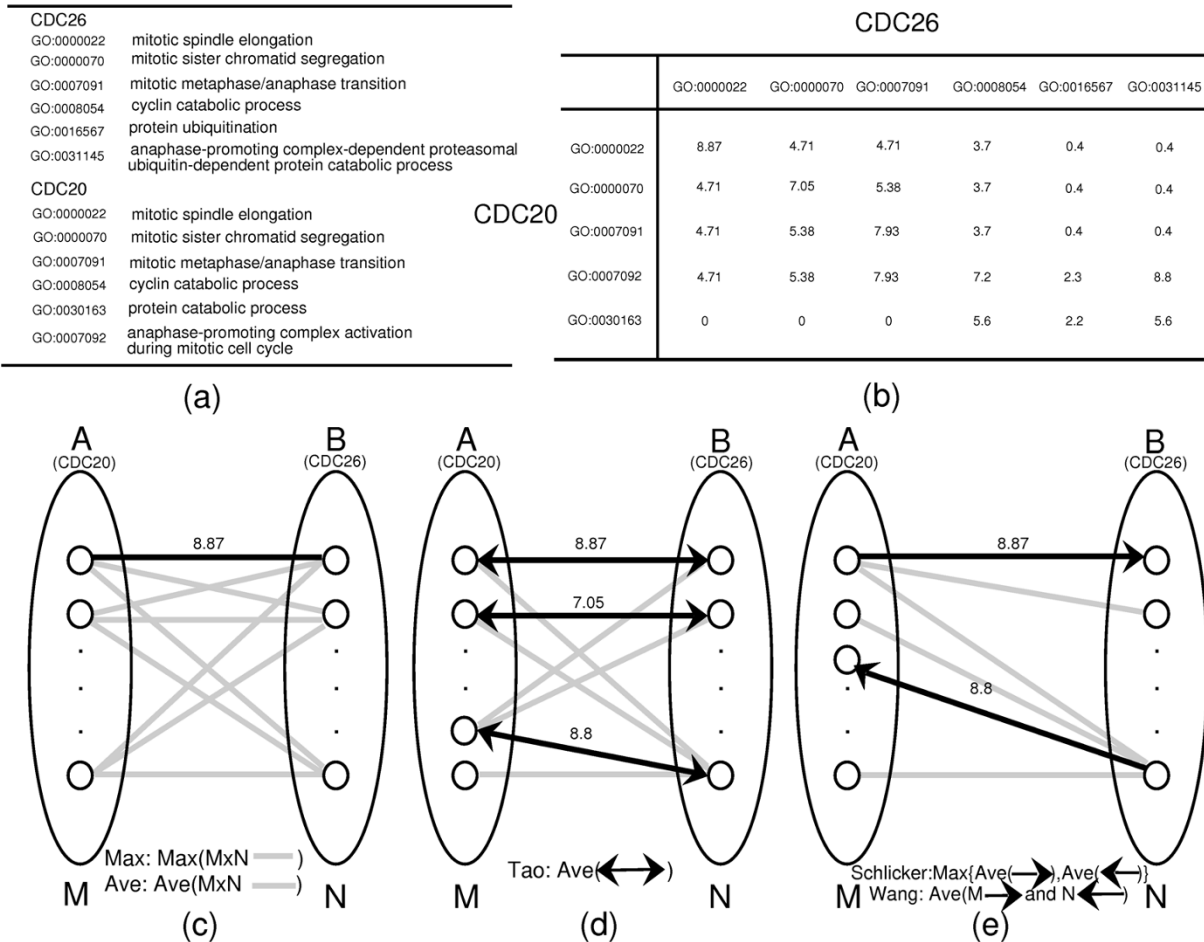 CDC26
GO:0000022 mitotic spindle elongation
GO:0000070 mitotic sister chromatid segregation
GO:0007091 mitotic metaphase/anaphase transition
GO:0008054 cyclin catabolic process
GO:0016567 protein ubiquitination
GO:0031145 anaphase-promoting complex-dependent proteasomal
ubiquitin-dependent protein catabolic process
CDC20
GO:0000022 mitotic spindle elongation
GO:0000070 mitotic sister chromatid segregation
GO:0007091 mitotic metaphase/anaphase transition
GO:0008054 cyclin catabolic process
GO:0030163 protein catabolic process
GO:0007092 anaphase-promoting complex activation
during mitotic cell cycle
(a)
CDC26
GO:0000022 GO:0000070 GO:0007091 GO:0008054 GO:0016567 GO:0031145
GO:0000022 8.87 4.71 4.71 3.7 0.4 0.4
GO:0000070 4.71 7.05 5.38 3.7 0.4 0.4
CDC20
GO:0007091 4.71 5.38 7.93 3.7 0.4 0.4
GO:0007092 4.71 5.38 7.93 7.2 2.3 8.8
GO:0030163 0 0 0 5.6 2.2 5.6
(b)
A B
(CDC20) (CDC26)
8.87
. .
. .
. .
Max: Max(MxN )
Ave: Ave(MxN )
M N
(c)
A B
(CDC20) (CDC26)
8.87
7.05
. .
. .
. .
8.8
Tao: Ave( )
M N
(d)
A B
(CDC20) (CDC26)
8.87
. .
. .
. .
8.8
Schlicker:Max{Ave( ),Ave( )}
Wang: Ave(M and N )
M N
(e)